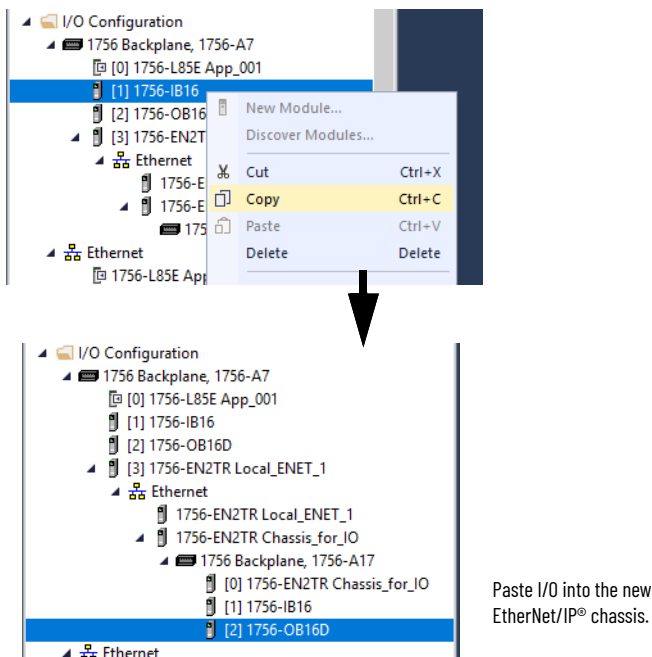 I/O Configuration
1756 Backplane, 1756-A7
[0] 1756-L85E App_001
[1] 1756-IB16
[2] 1756-OB16
[3] 1756-EN2T
Ethernet
1756-E
1756-E
175
Ethernet
1756-L85E App
New Module...
Discover Modules...
Cut Ctrl+X
Copy Ctrl+C
Paste Ctrl+V
Delete Delete
I/O Configuration
1756 Backplane, 1756-A7
[0] 1756-L85E App_001
[1] 1756-IB16
[2] 1756-OB16D
[3] 1756-EN2TR Local_ENET_1
Ethernet
1756-EN2TR Local_ENET_1
1756-EN2TR Chassis_for_IO
1756 Backplane, 1756-A17
[0] 1756-EN2TR Chassis_for_IO
[1] 1756-IB16
[2] 1756-OB16D
Ethernet
Paste I/O into the new
EtherNet/IP® chassis.